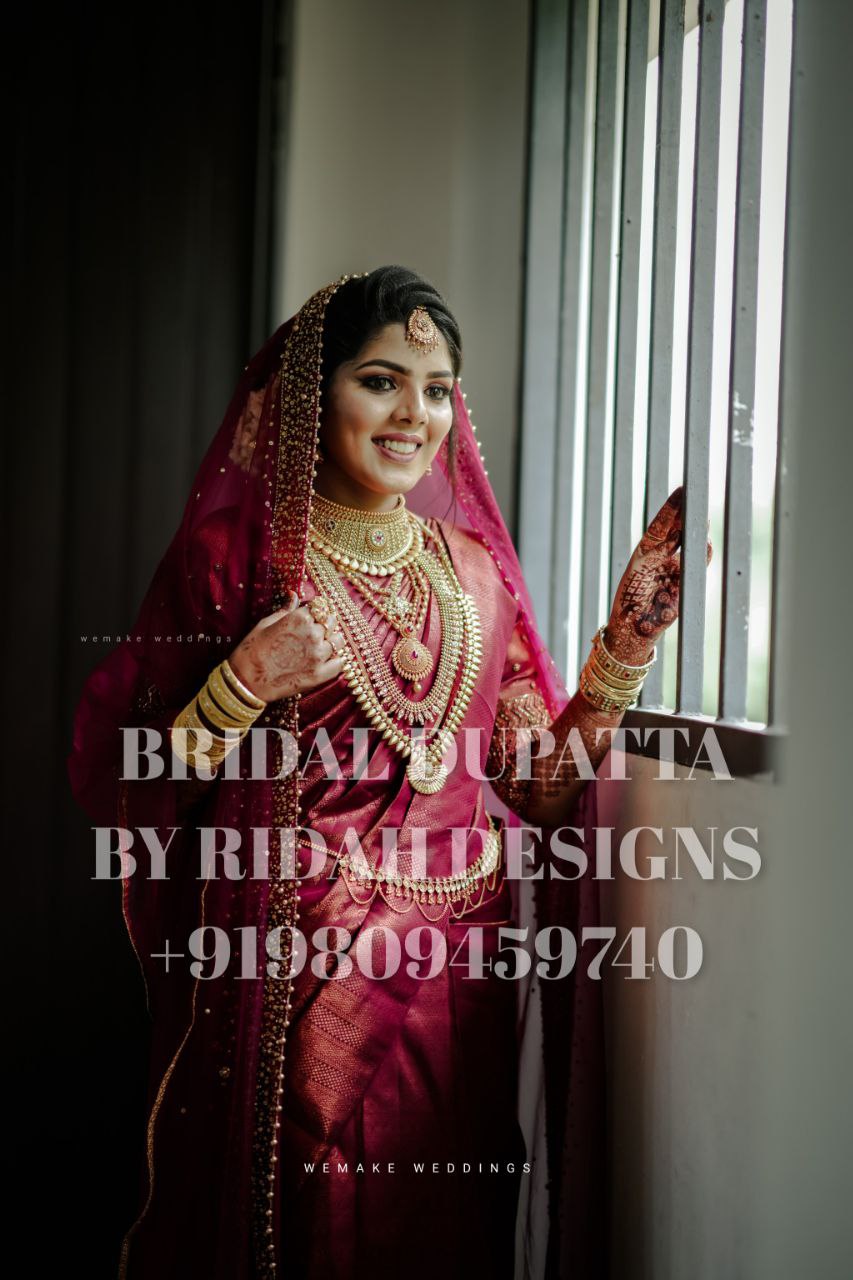 wemake weddings
BRIDAL DUPATTA
BY RIDAH DESIGNS
+919809459740
WEMAKE WEDDINGS